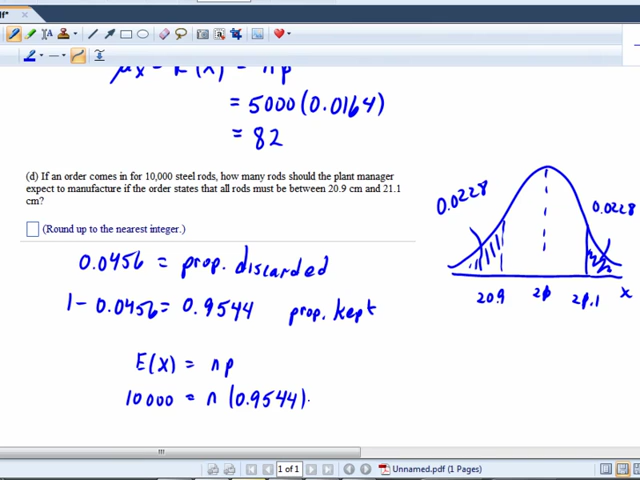 = 5000(0.0164)
= 82
(d) If an order comes in for 10,000 steel rods, how many rods should the plant manager
expect to manufacture if the order states that all rods must be between 20.9 cm and 21.1
cm?
(Round up to the nearest integer.)
0.0456 = prop. discarded
1 - 0.0456 = 0.9544 prop. kept
E(X) = np
10000 = n (0.9544)
0.0228
0.0228
20.9
x
1 of 1
Unnamed.pdf (1 Pages)